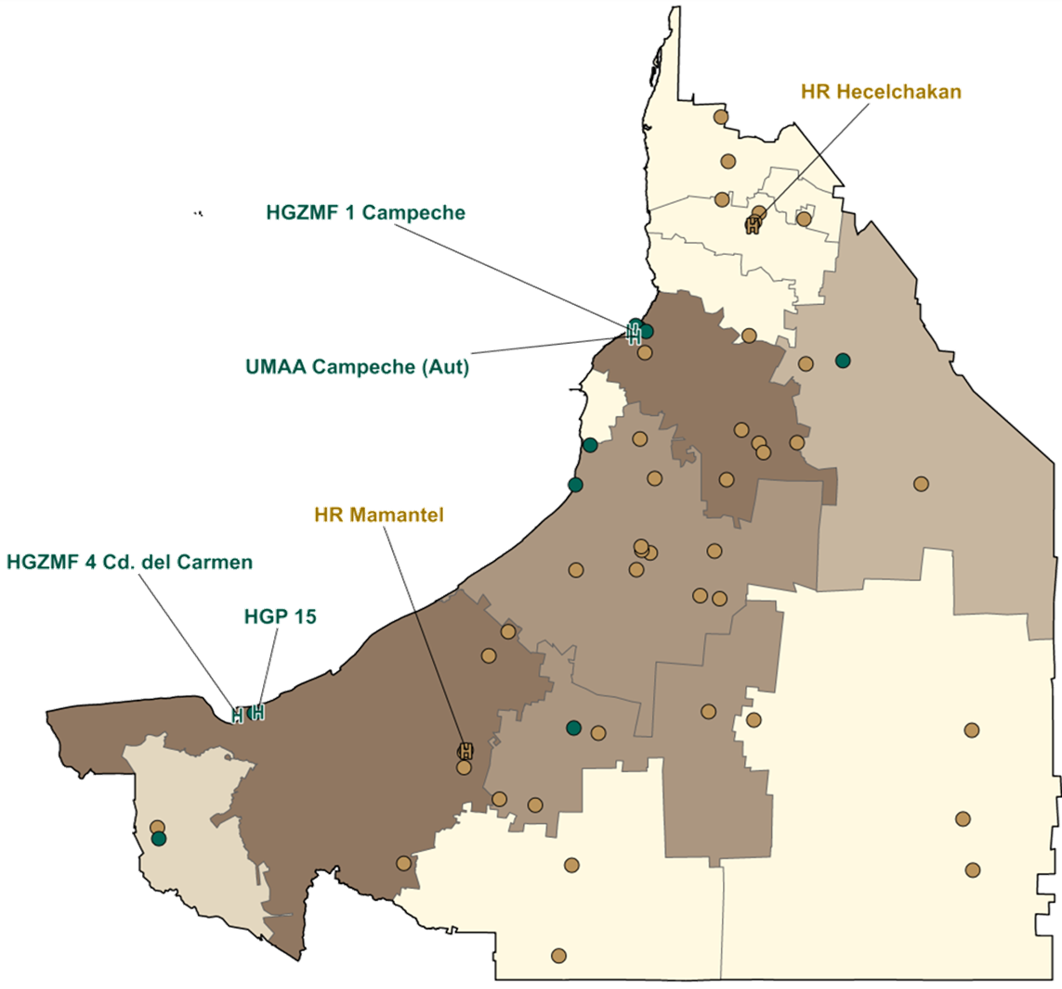 HR Hecelchakan
HGZMF 1 Campeche
UMAA Campeche (Aut)
HR Mamantel
HGZMF 4 Cd. del Carmen
HGP 15
H
H
H
H
H
H